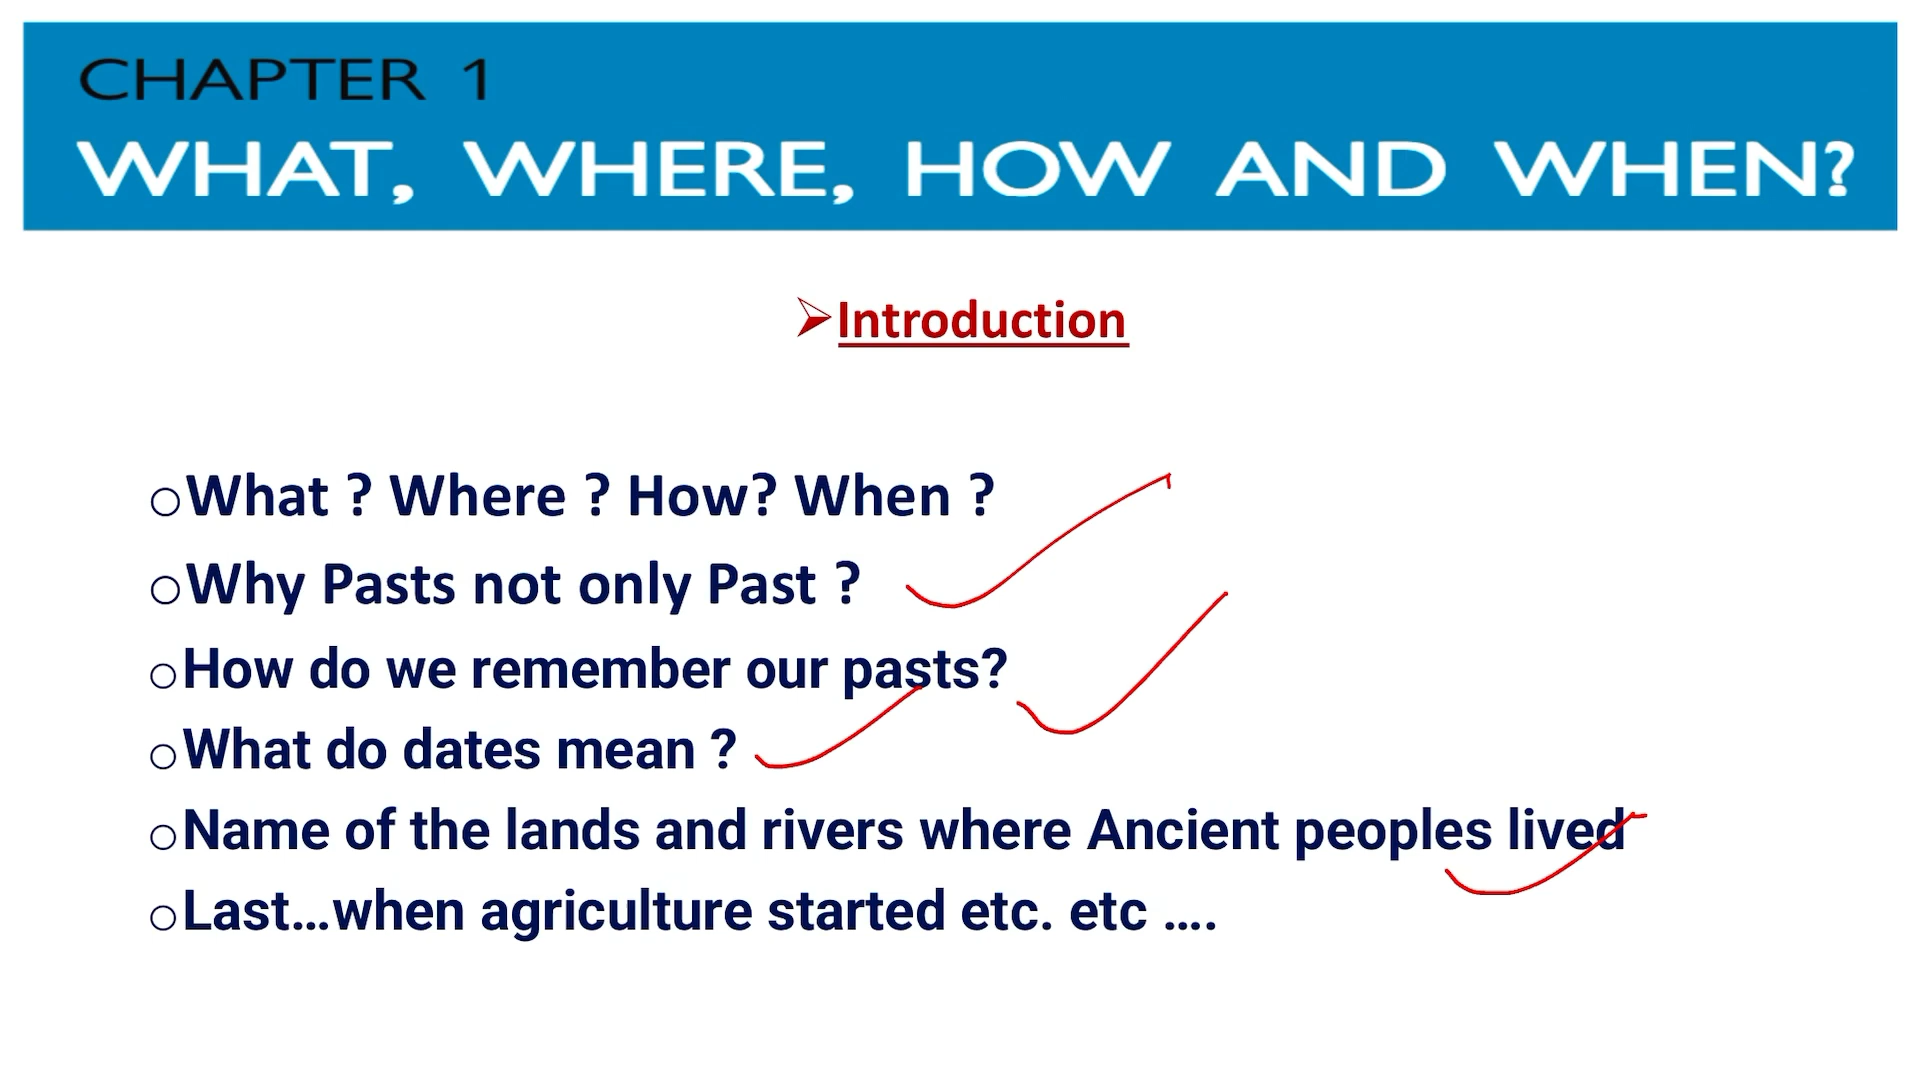 CHAPTER 1
WHAT, WHERE, HOW AND WHEN?
Introduction
What ? Where ? How? When ?
Why Pasts not only Past ?
How do we remember our pasts?
What do dates mean ?
Name of the lands and rivers where Ancient peoples lived
Last...when agriculture started etc. etc ....